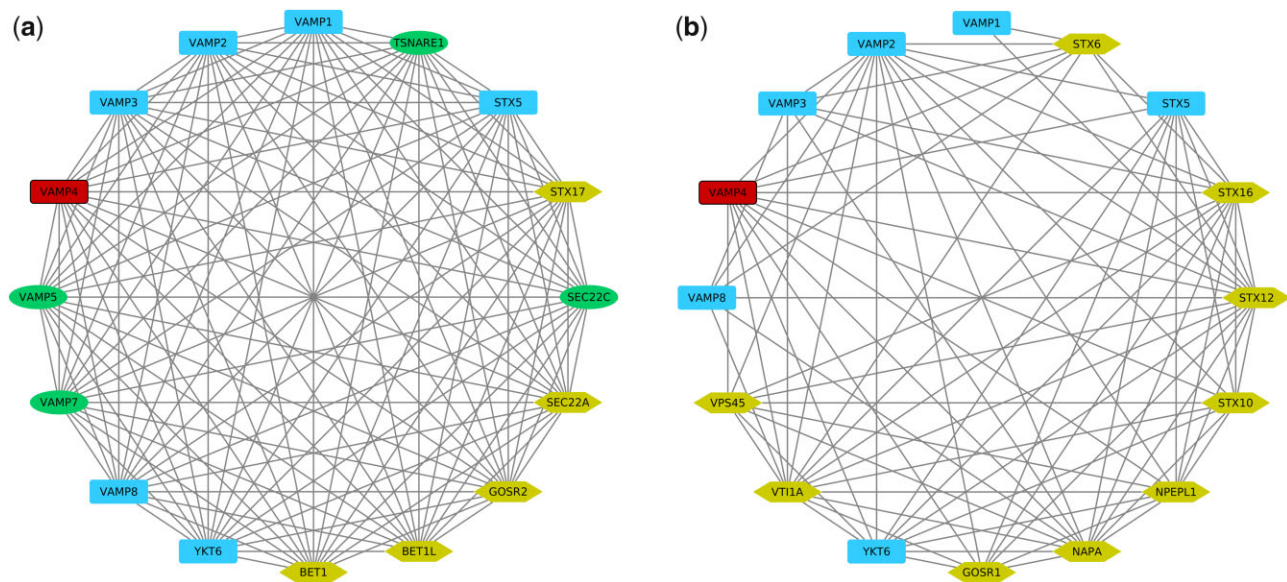 (a)
VAMP1
TSNARE1
VAMP2
VAMP3
STX5
VAMP4
STX17
VAMP5
SEC22C
VAMP7
SEC22A
VAMP8
GOSR2
YKT6
BET1L
BET1
(b)
VAMP1
VAMP2
STX6
VAMP3
STX5
VAMP4
STX16
VAMP8
STX12
VPS45
STX10
VTI1A
NPEPL1
YKT6
NAPA
GOSR1